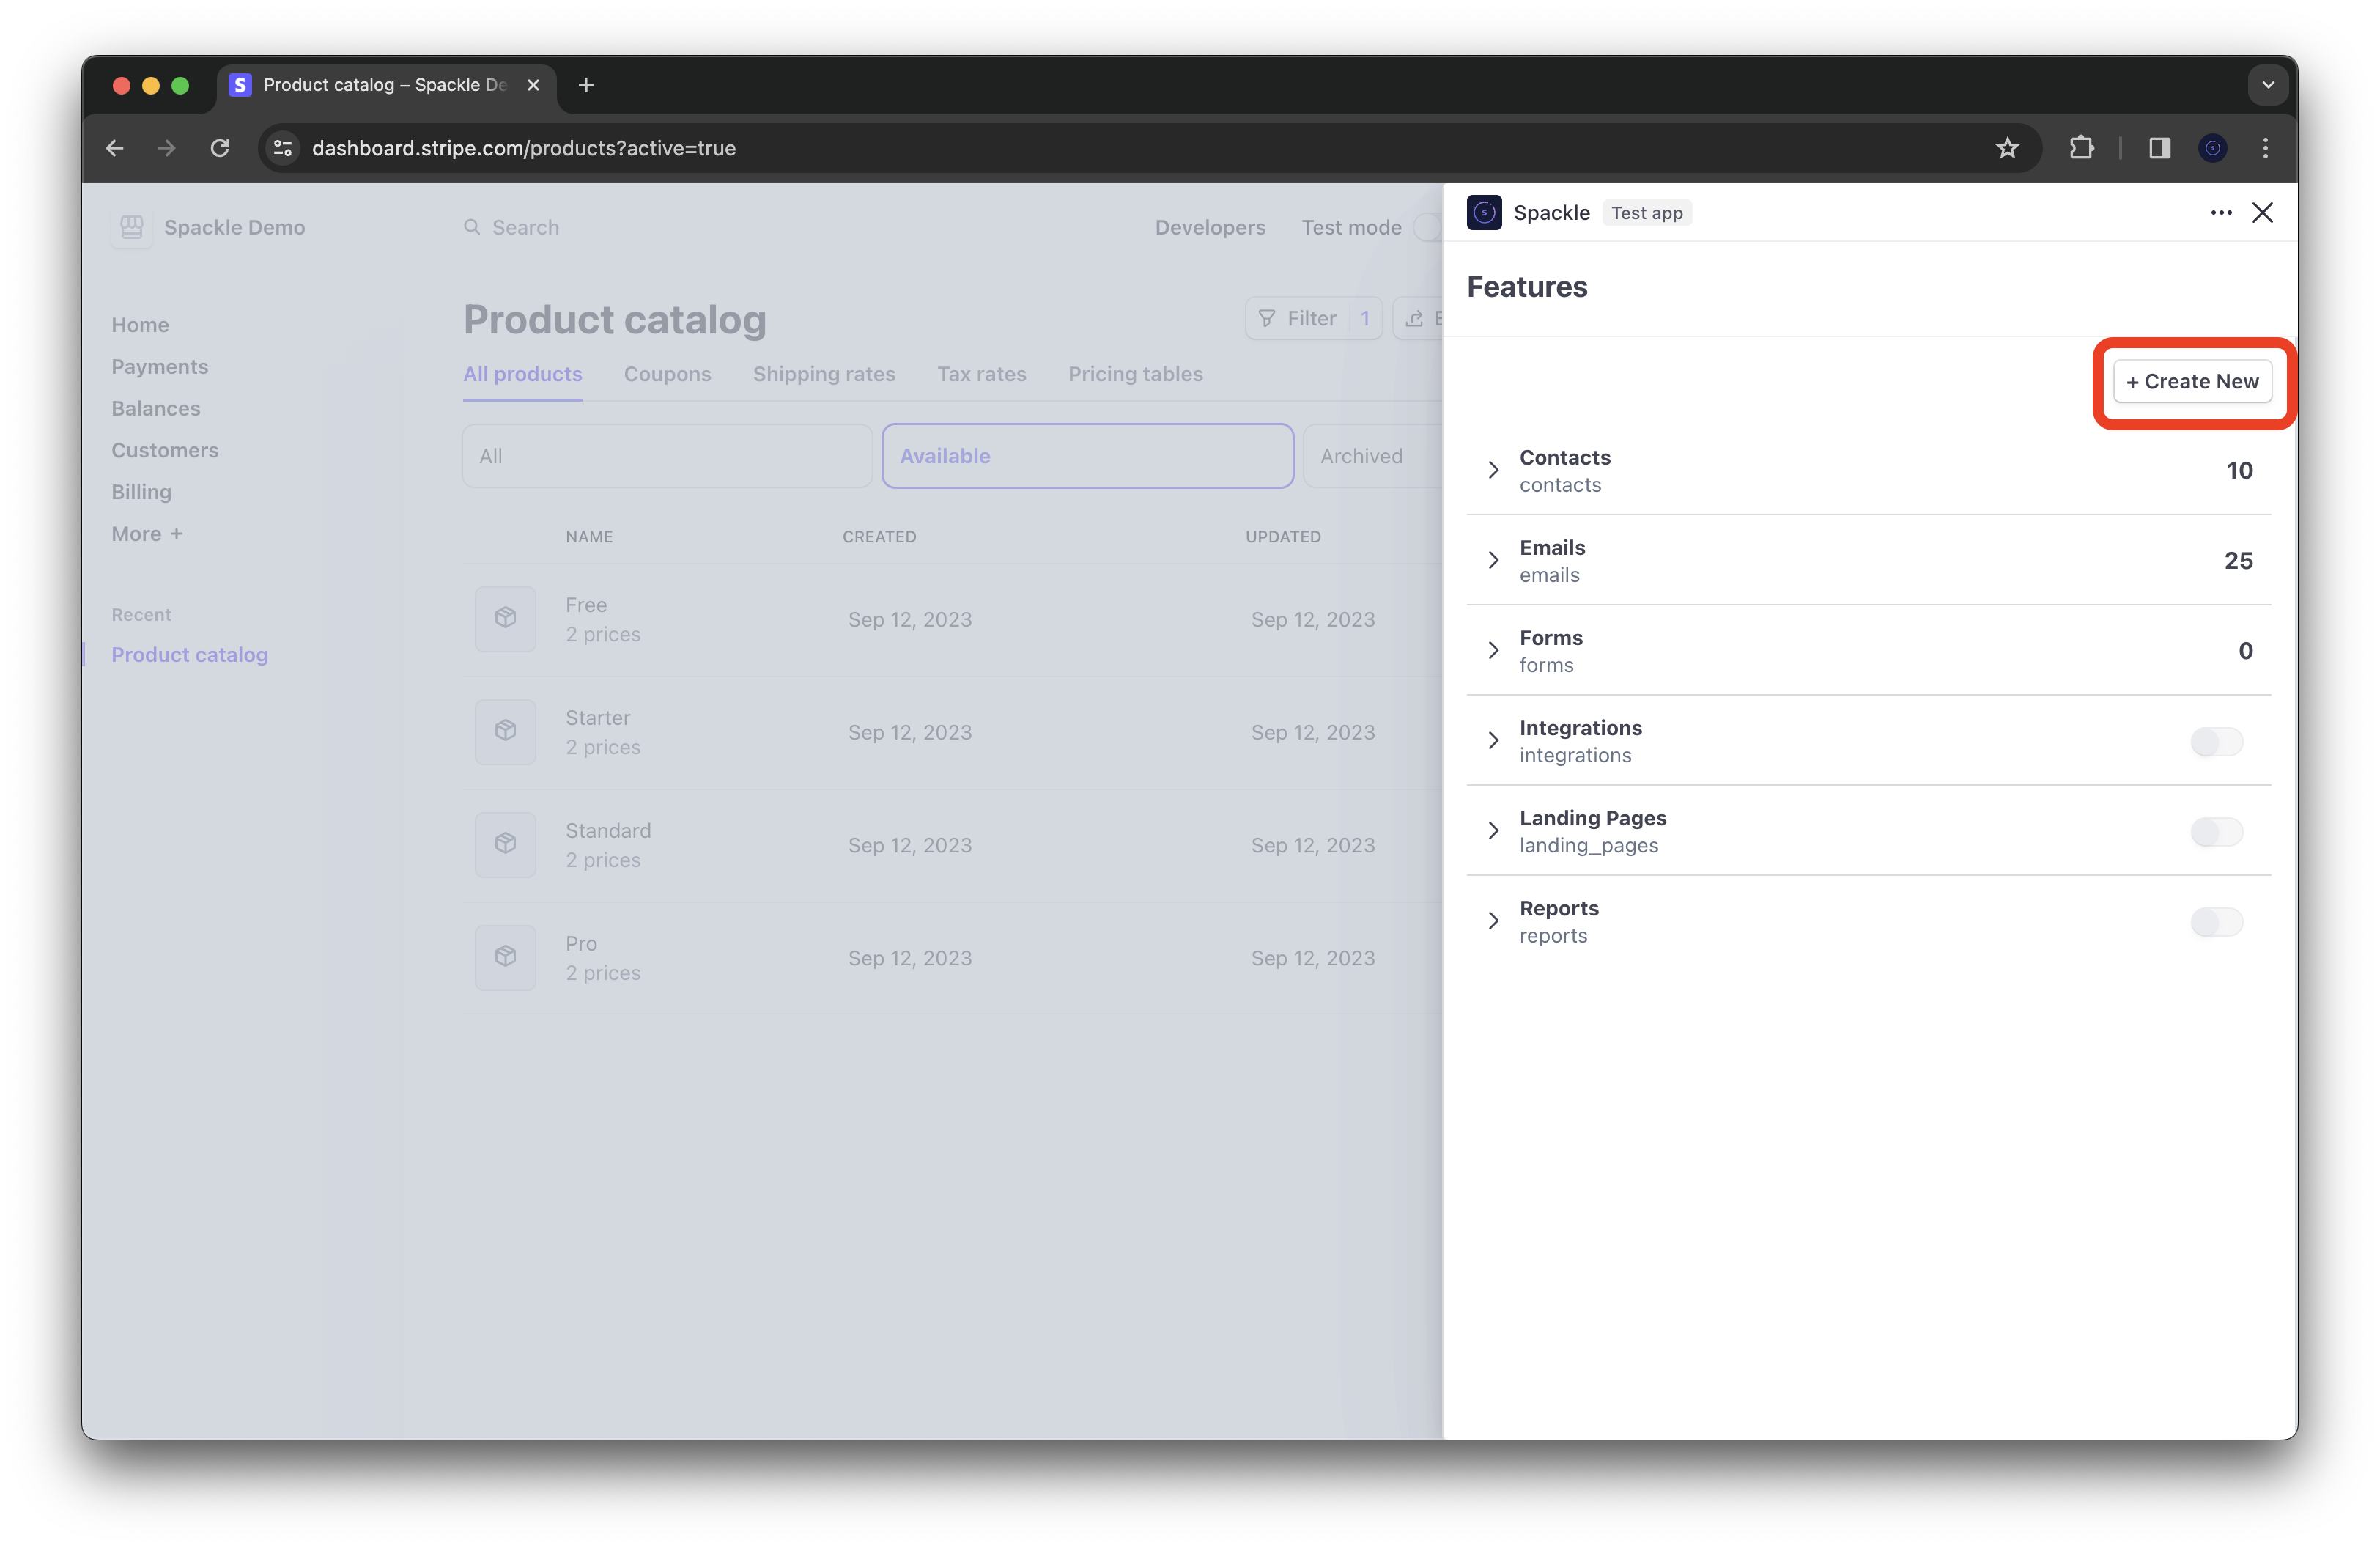 Product catalog – Spackle De
dashboard.stripe.com/products?active=true
Spackle Demo
Search
Developers
Test mode
Home
Payments
Balances
Customers
Billing
More +
Recent
Product catalog
Product catalog
Filter 1
E
All products
Coupons
Shipping rates
Tax rates
Pricing tables
All
Available
Archived
NAME CREATED UPDATED
Free
2 prices
Sep 12, 2023
Sep 12, 2023
Starter
2 prices
Sep 12, 2023
Sep 12, 2023
Standard
2 prices
Sep 12, 2023
Sep 12, 2023
Pro
2 prices
Sep 12, 2023
Sep 12, 2023
Spackle Test app
Features
+ Create New
Contacts
contacts
10
Emails
emails
25
Forms
forms
0
Integrations
integrations
Landing Pages
landing_pages
Reports
reports